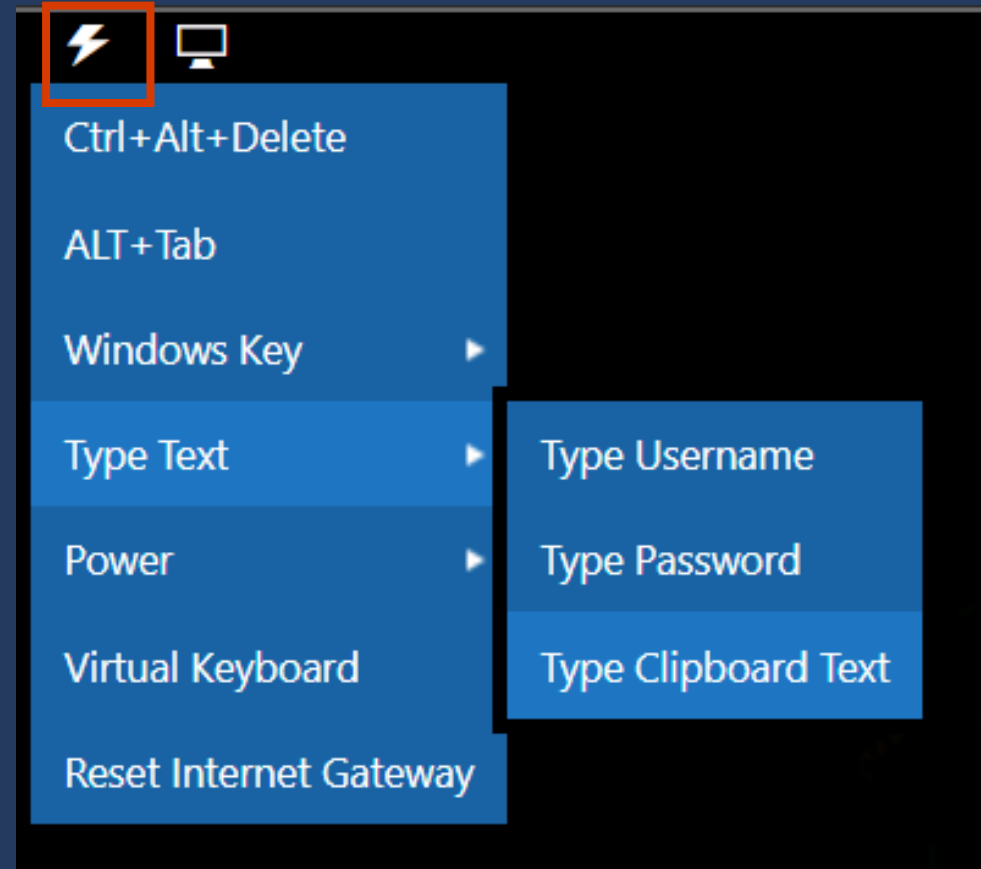 Ctrl+Alt+Delete
ALT+Tab
Windows Key
Type Text
Power
Virtual Keyboard
Reset Internet Gateway
Type Username
Type Password
Type Clipboard Text